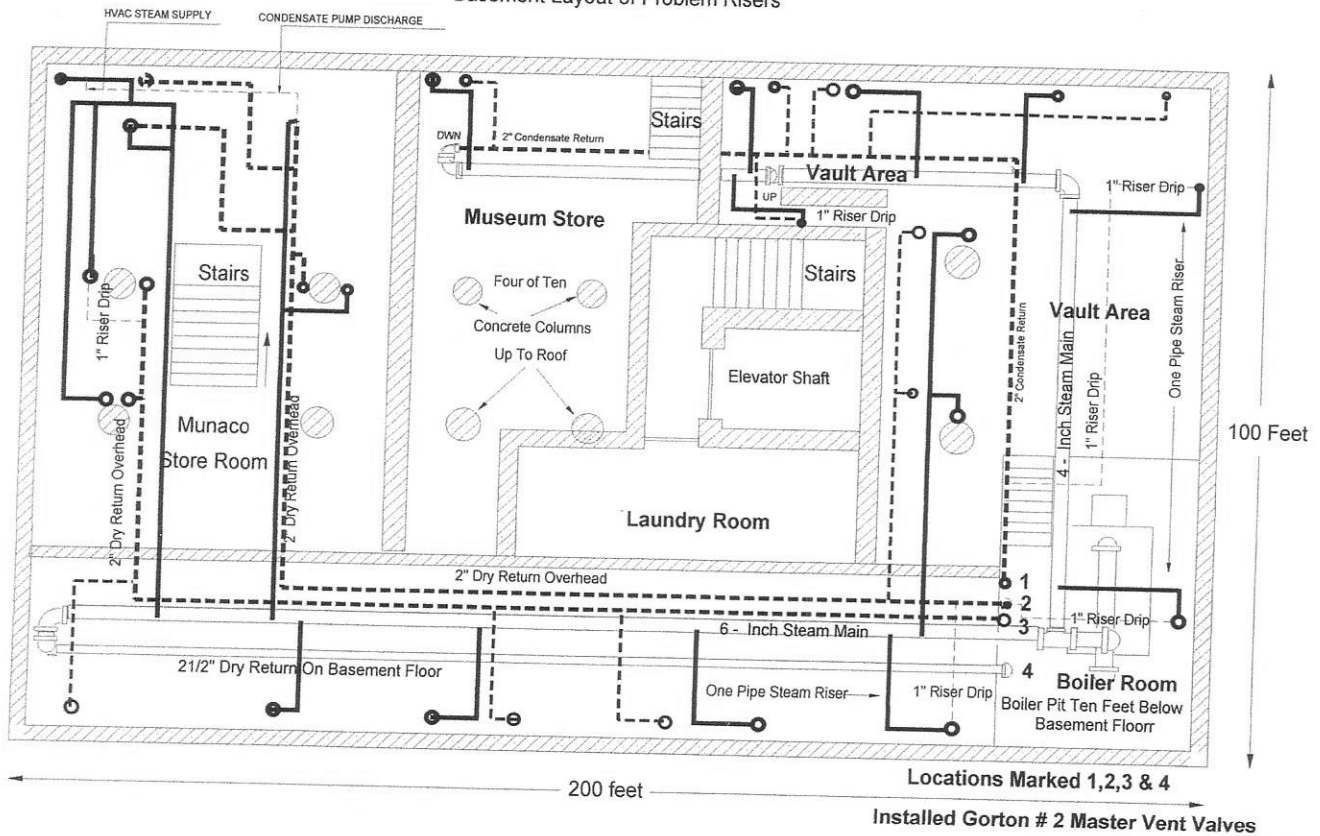 Basement Layout of Problem Risers
HVAC STEAM SUPPLY
CONDENSATE PUMP DISCHARGE
DWN
2" Condensate Return
Stairs
Vault Area
UP
1" Riser Drip
1" Riser Drip
Museum Store
Stairs
Stairs
Four of Ten
Concrete Columns
Up To Roof
Elevator Shaft
Vault Area
2" Condensate Return
4 - Inch Steam Main
1" Riser Drip
One Pipe Steam Riser
1" Riser Drip
100 Feet
Munaco
Store Room
2" Dry Return Overhead
2" Dry Return Overhead
Laundry Room
2" Dry Return Overhead
1
2
3
6 - Inch Steam Main
1" Riser Drip
2 1/2" Dry Return On Basement Floor
4
One Pipe Steam Riser
1" Riser Drip
Boiler Room
Boiler Pit Ten Feet Below
Basement Floorr
200 feet
Locations Marked 1,2,3 & 4
Installed Gorton # 2 Master Vent Valves